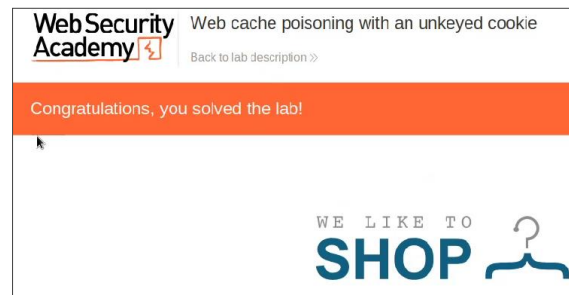 Web Security
Academy
Web cache poisoning with an unkeyed cookie
Back to lab description »
Congratulations, you solved the lab!
WE LIKE TO
SHOP